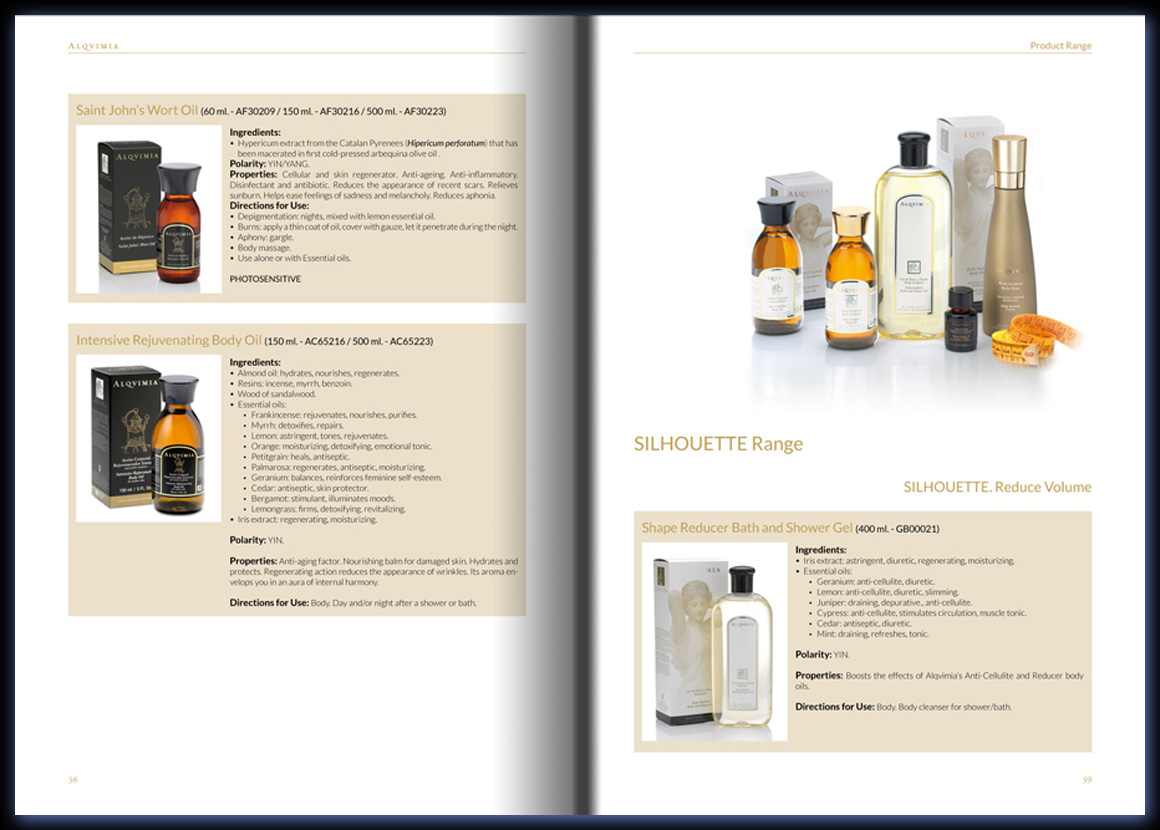 ALQVIMIA
Saint John's Wort Oil (60 ml. - AF30209 / 150 ml. - AF30216 / 500 ml. - AF30223)
ALQVIMIA
Ingredients:
• Hypericum extract from the Catalan Pyrenees (Hipericum perforatum) that has
been macerated in first cold-pressed arbequina olive oil .
Polarity: YIN/YANG.
Properties: Cellular and skin regenerator. Anti-ageing. Anti-inflammatory.
Disinfectant and antibiotic. Reduces the appearance of recent scars. Relieves
sunburn. Helps ease feelings of sadness and melancholy. Reduces aphonia.
Directions for Use:
• Depigmentation: nights, mixed with lemon essential oil.
• Burns: apply a thin coat of oil, cover with gauze, let it penetrate during the night.
• Aphony: gargle.
• Body massage.
• Use alone or with Essential oils.
PHOTOSENSITIVE
Intensive Rejuvenating Body Oil (150 ml. - AC65216 / 500 ml. - AC65223)
ALQVIMIA
Ingredients:
• Almond oil: hydrates, nourishes, regenerates.
• Resins: incense, myrrh, benzoin.
• Wood of sandalwood.
• Essential oils:
• Frankincense: rejuvenates, nourishes, purifies.
• Myrrh: detoxifies, repairs.
• Lemon: astringent, tones, rejuvenates.
• Orange: moisturizing, detoxifying, emotional tonic.
• Petitgrain: heals, antiseptic.
• Palmarosa: regenerates, antiseptic, moisturizing.
• Geranium: balances, reinforces feminine self-esteem.
• Cedar: antiseptic, skin protector.
• Bergamot: stimulant, illuminates moods.
• Lemongrass: firms, detoxifying, revitalizing.
• Iris extract: regenerating, moisturizing.
Polarity: YIN.
Properties: Anti-aging factor. Nourishing balm for damaged skin. Hydrates and
protects. Regenerating action reduces the appearance of wrinkles. Its aroma en-
velops you in an aura of internal harmony.
Directions for Use: Body. Day and/or night after a shower or bath.
38
Product Range
ALQVIMIA
SILHOUETTE Range
SILHOUETTE. Reduce Volume
Shape Reducer Bath and Shower Gel (400 ml. - GB00021)
ALQVIMIA
Ingredients:
• Iris extract: astringent, diuretic, regenerating, moisturizing.
• Essential oils:
• Geranium: anti-cellulite, diuretic.
• Lemon: anti-cellulite, diuretic, slimming.
• Juniper: draining, depurative., anti-cellulite.
• Cypress: anti-cellulite, stimulates circulation, muscle tonic.
• Cedar: antiseptic, diuretic.
• Mint: draining, refreshes, tonic.
Polarity: YIN.
Properties: Boosts the effects of Alqvimia's Anti-Cellulite and Reducer body
oils.
Directions for Use: Body. Body cleanser for shower/bath.
39